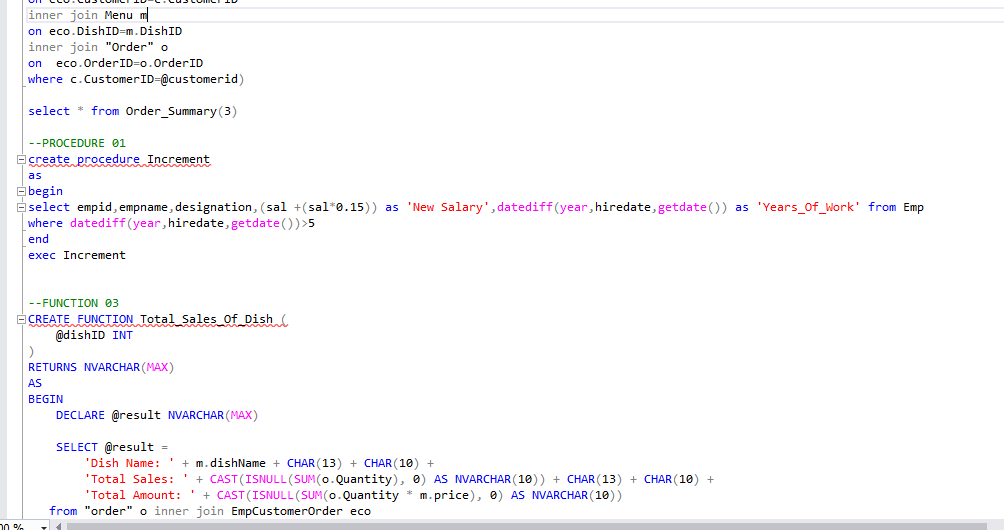 on eco.CustomerID=c.CustomerID
inner join Menu m
on eco.DishID=m.DishID
inner join "Order" o
on  eco.OrderID=o.OrderID
where c.CustomerID=@customerid)
select * from Order_Summary(3)
--PROCEDURE 01
create procedure Increment
as
begin
select empid,empname,designation,(sal +(sal*0.15)) as 'New Salary',datediff(year,hiredate,getdate()) as 'Years_Of_Work' from Emp
where datediff(year,hiredate,getdate())>5
end
exec Increment
--FUNCTION 03
CREATE FUNCTION Total_Sales_Of_Dish (
    @dishID INT
)
RETURNS NVARCHAR(MAX)
AS
BEGIN
    DECLARE @result NVARCHAR(MAX)
    SELECT @result =
        'Dish Name: ' + m.dishName + CHAR(13) + CHAR(10) +
        'Total Sales: ' + CAST(ISNULL(SUM(o.Quantity), 0) AS NVARCHAR(10)) + CHAR(13) + CHAR(10) +
        'Total Amount: ' + CAST(ISNULL(SUM(o.Quantity * m.price), 0) AS NVARCHAR(10))
   from "order" o inner join EmpCustomerOrder eco